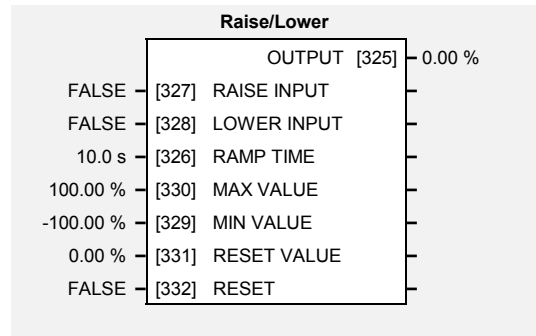 Raise/Lower
OUTPUT [325] – 0.00 %
FALSE – [327] RAISE INPUT –
FALSE – [328] LOWER INPUT –
10.0 s – [326] RAMP TIME –
100.00 % – [330] MAX VALUE –
-100.00 % – [329] MIN VALUE –
0.00 % – [331] RESET VALUE –
FALSE – [332] RESET –